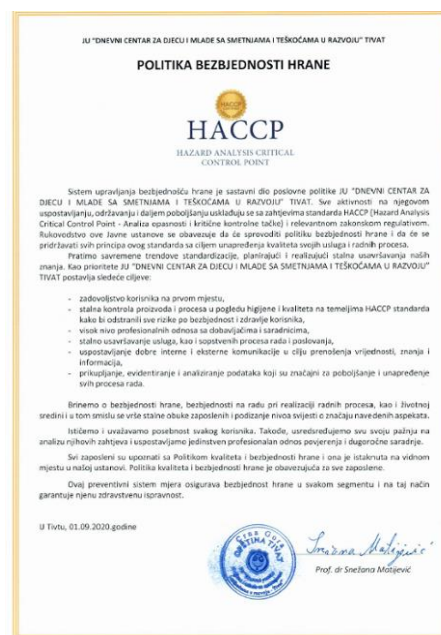 JU "DNEVNI CENTAR ZA DJECU I MLADE SA SMETNJAMA I TEŠKOĆAMA U RAZVOJU" TIVAT
POLITIKA BEZBJEDNOSTI HRANE
HACCP
HACCP
HAZARD ANALYSIS CRITICAL
CONTROL POINT
Sistem upravljanja bezbjednošću hrane je sastavni dio poslovne politike JU "DNEVNI CENTAR ZA
DJECU I MLADE SA SMETNJAMA I TEŠKOĆAMA U RAZVOJU" TIVAT. Sve aktivnosti na njegovom
uspostavljanju, održavanju i daljem poboljšanju usklađuju se sa zahtjevima standarda HACCP (Hazard Analysis
Critical Control Point - Analiza opasnosti i kritične kontrolne tačke) i relevantnom zakonskom regulativom.
Rukovodstvo ove Javne ustanove se obavezuje da će sprovoditi politiku bezbjednosti hrane i da će se
pridržavati svih principa ovog standarda sa ciljem unapređenja kvaliteta svojih usluga i radnih procesa.
Pratimo savremene trendove standardizacije, planirajući i realizujući stalna usavršavanja naših
znanja. Kao prioritete JU "DNEVNI CENTAR ZA DJECU I MLADE SA SMETNJAMA I TEŠKOĆAMA U RAZVOJU"
TIVAT postavlja sledeće ciljeve:
- zadovoljstvo korisnika na prvom mjestu,
- stalna kontrola proizvoda i procesa u pogledu higijene i kvaliteta na temeljima HACCP standarda
kako bi odstranili sve rizike po bezbjednost i zdravlje korisnika,
- visok nivo profesionalnih odnosa sa dobavljačima i saradnicima,
- stalno usavršavanje usluga, kao i sopstvenih procesa rada i poslovanja,
- uspostavljanje dobre interne i eksterne komunikacije u cilju prenošenja vrijednosti, znanja i
informacija,
- prikupljanje, evidentiranje i analiziranje podataka koji su značajni za poboljšanje i unapređenje
svih procesa rada.
Brinemo o bezbjednosti hrane, bezbjednosti na radu pri realizaciji radnih procesa, kao i životnoj
sredini i u tom smislu se vrše stalne obuke zaposlenih i podizanje nivoa svijesti o značaju navedenih aspekata.
Ističemo i uvažavamo posebnost svakog korisnika. Takođe, usredsređujemo svu svoju pažnju na
analizu njihovih zahtjeva i uspostavljamo jedinstven profesionalan odnos povjerenja i dugoročne saradnje.
Svi zaposleni su upoznati sa Politikom kvaliteta i bezbjednosti hrane i ona je istaknuta na vidnom
mjestu u našoj ustanovi. Politika kvaliteta i bezbjednosti hrane je obavezujuća za sve zaposlene.
Ovaj preventivni sistem mjera osigurava bezbjednost hrane u svakom segmentu i na taj način
garantuje njenu zdravstvenu ispravnost.
U Tivtu, 01.09.2020.godine
Crna Gora
OPŠTINA TIVAT
Snežana Matijević
Prof. dr Snežana Matijević